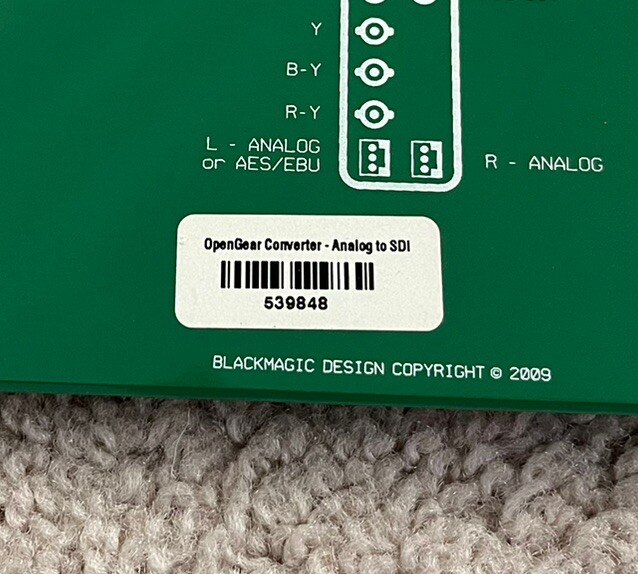 Y
B-Y
R-Y
L - ANALOG
or AES/EBU
R - ANALOG
OpenGear Converter - Analog to SDI
539848
BLACKMAGIC DESIGN COPYRIGHT © 2009